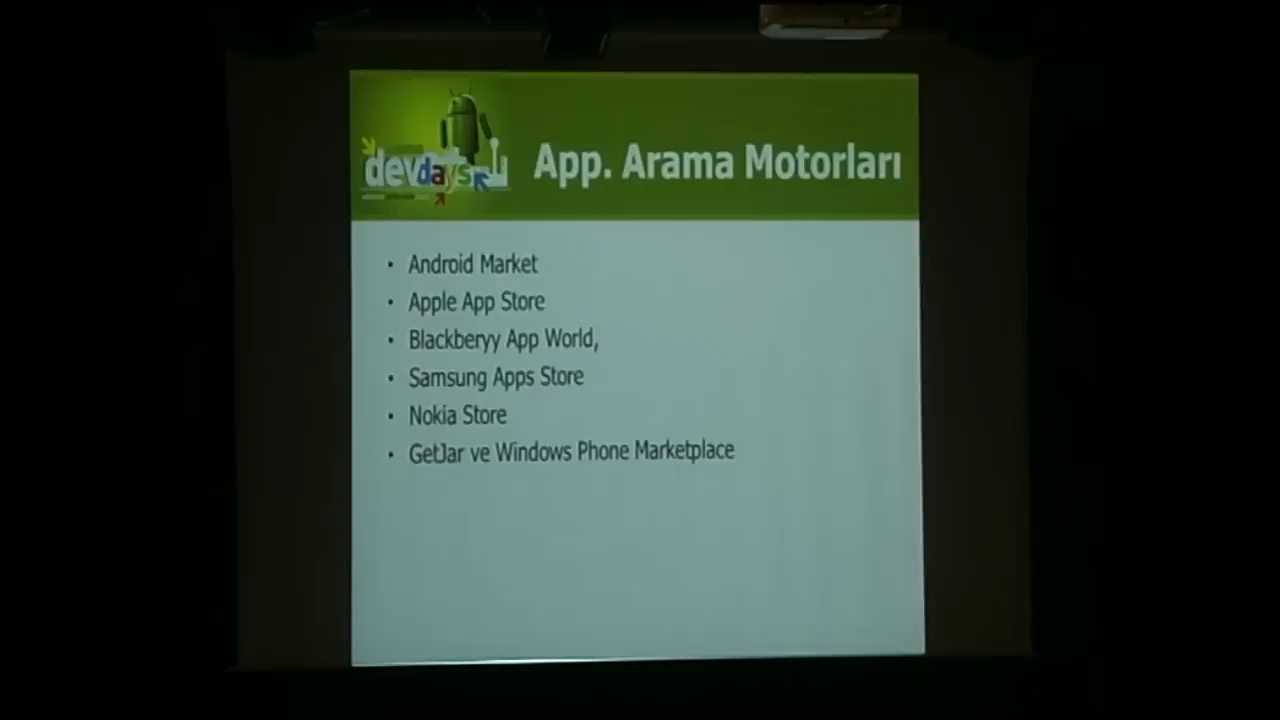 devdays
App. Arama Motorları
• Android Market
• Apple App Store
• Blackberyy App World,
• Samsung Apps Store
• Nokia Store
• GetJar ve Windows Phone Marketplace